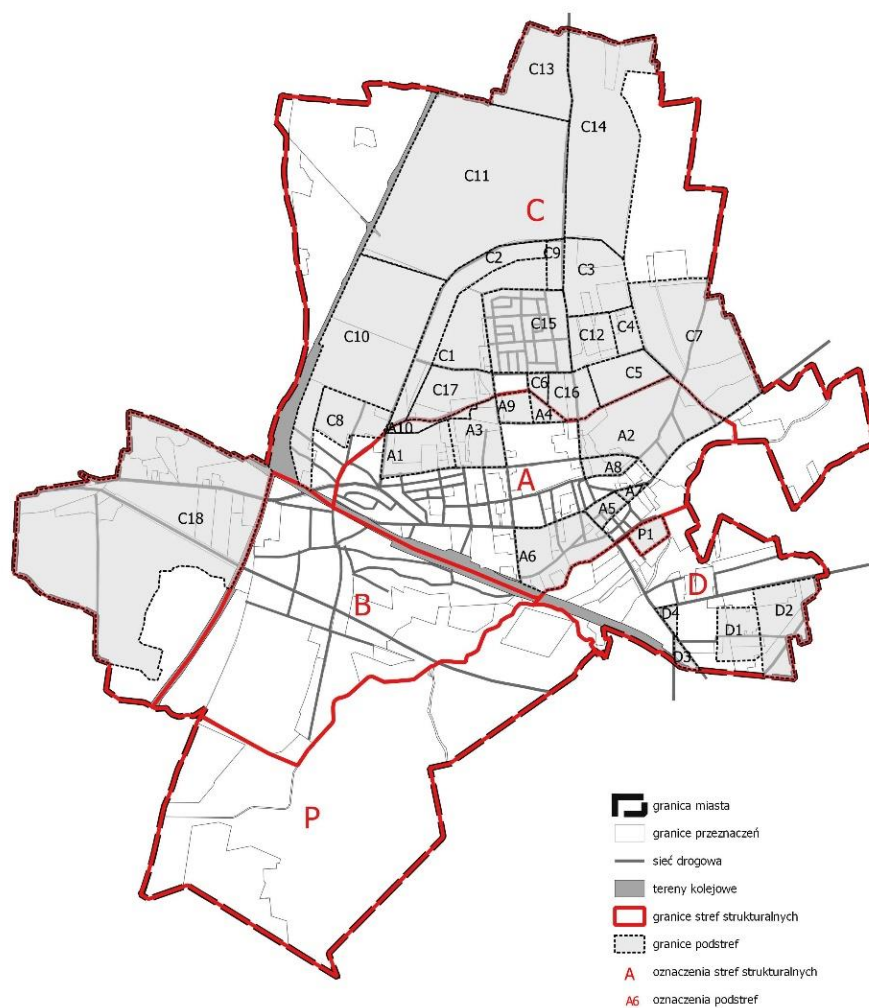 C13
C14
C11
C
C2
C9
C3
C15
C12
C4
C7
C10
C1
C5
C6
C17
C16
A9
A4
C8
A10
A3
A2
A1
A8
A
A7
C18
A5
P1
A6
D
B
D4
D1
D2
D3
P
granica miasta
granice przeznaczeń
sieć drogowa
tereny kolejowe
granice stref strukturalnych
granice podstref
A oznaczenia stref strukturalnych
A6 oznaczenia podstref